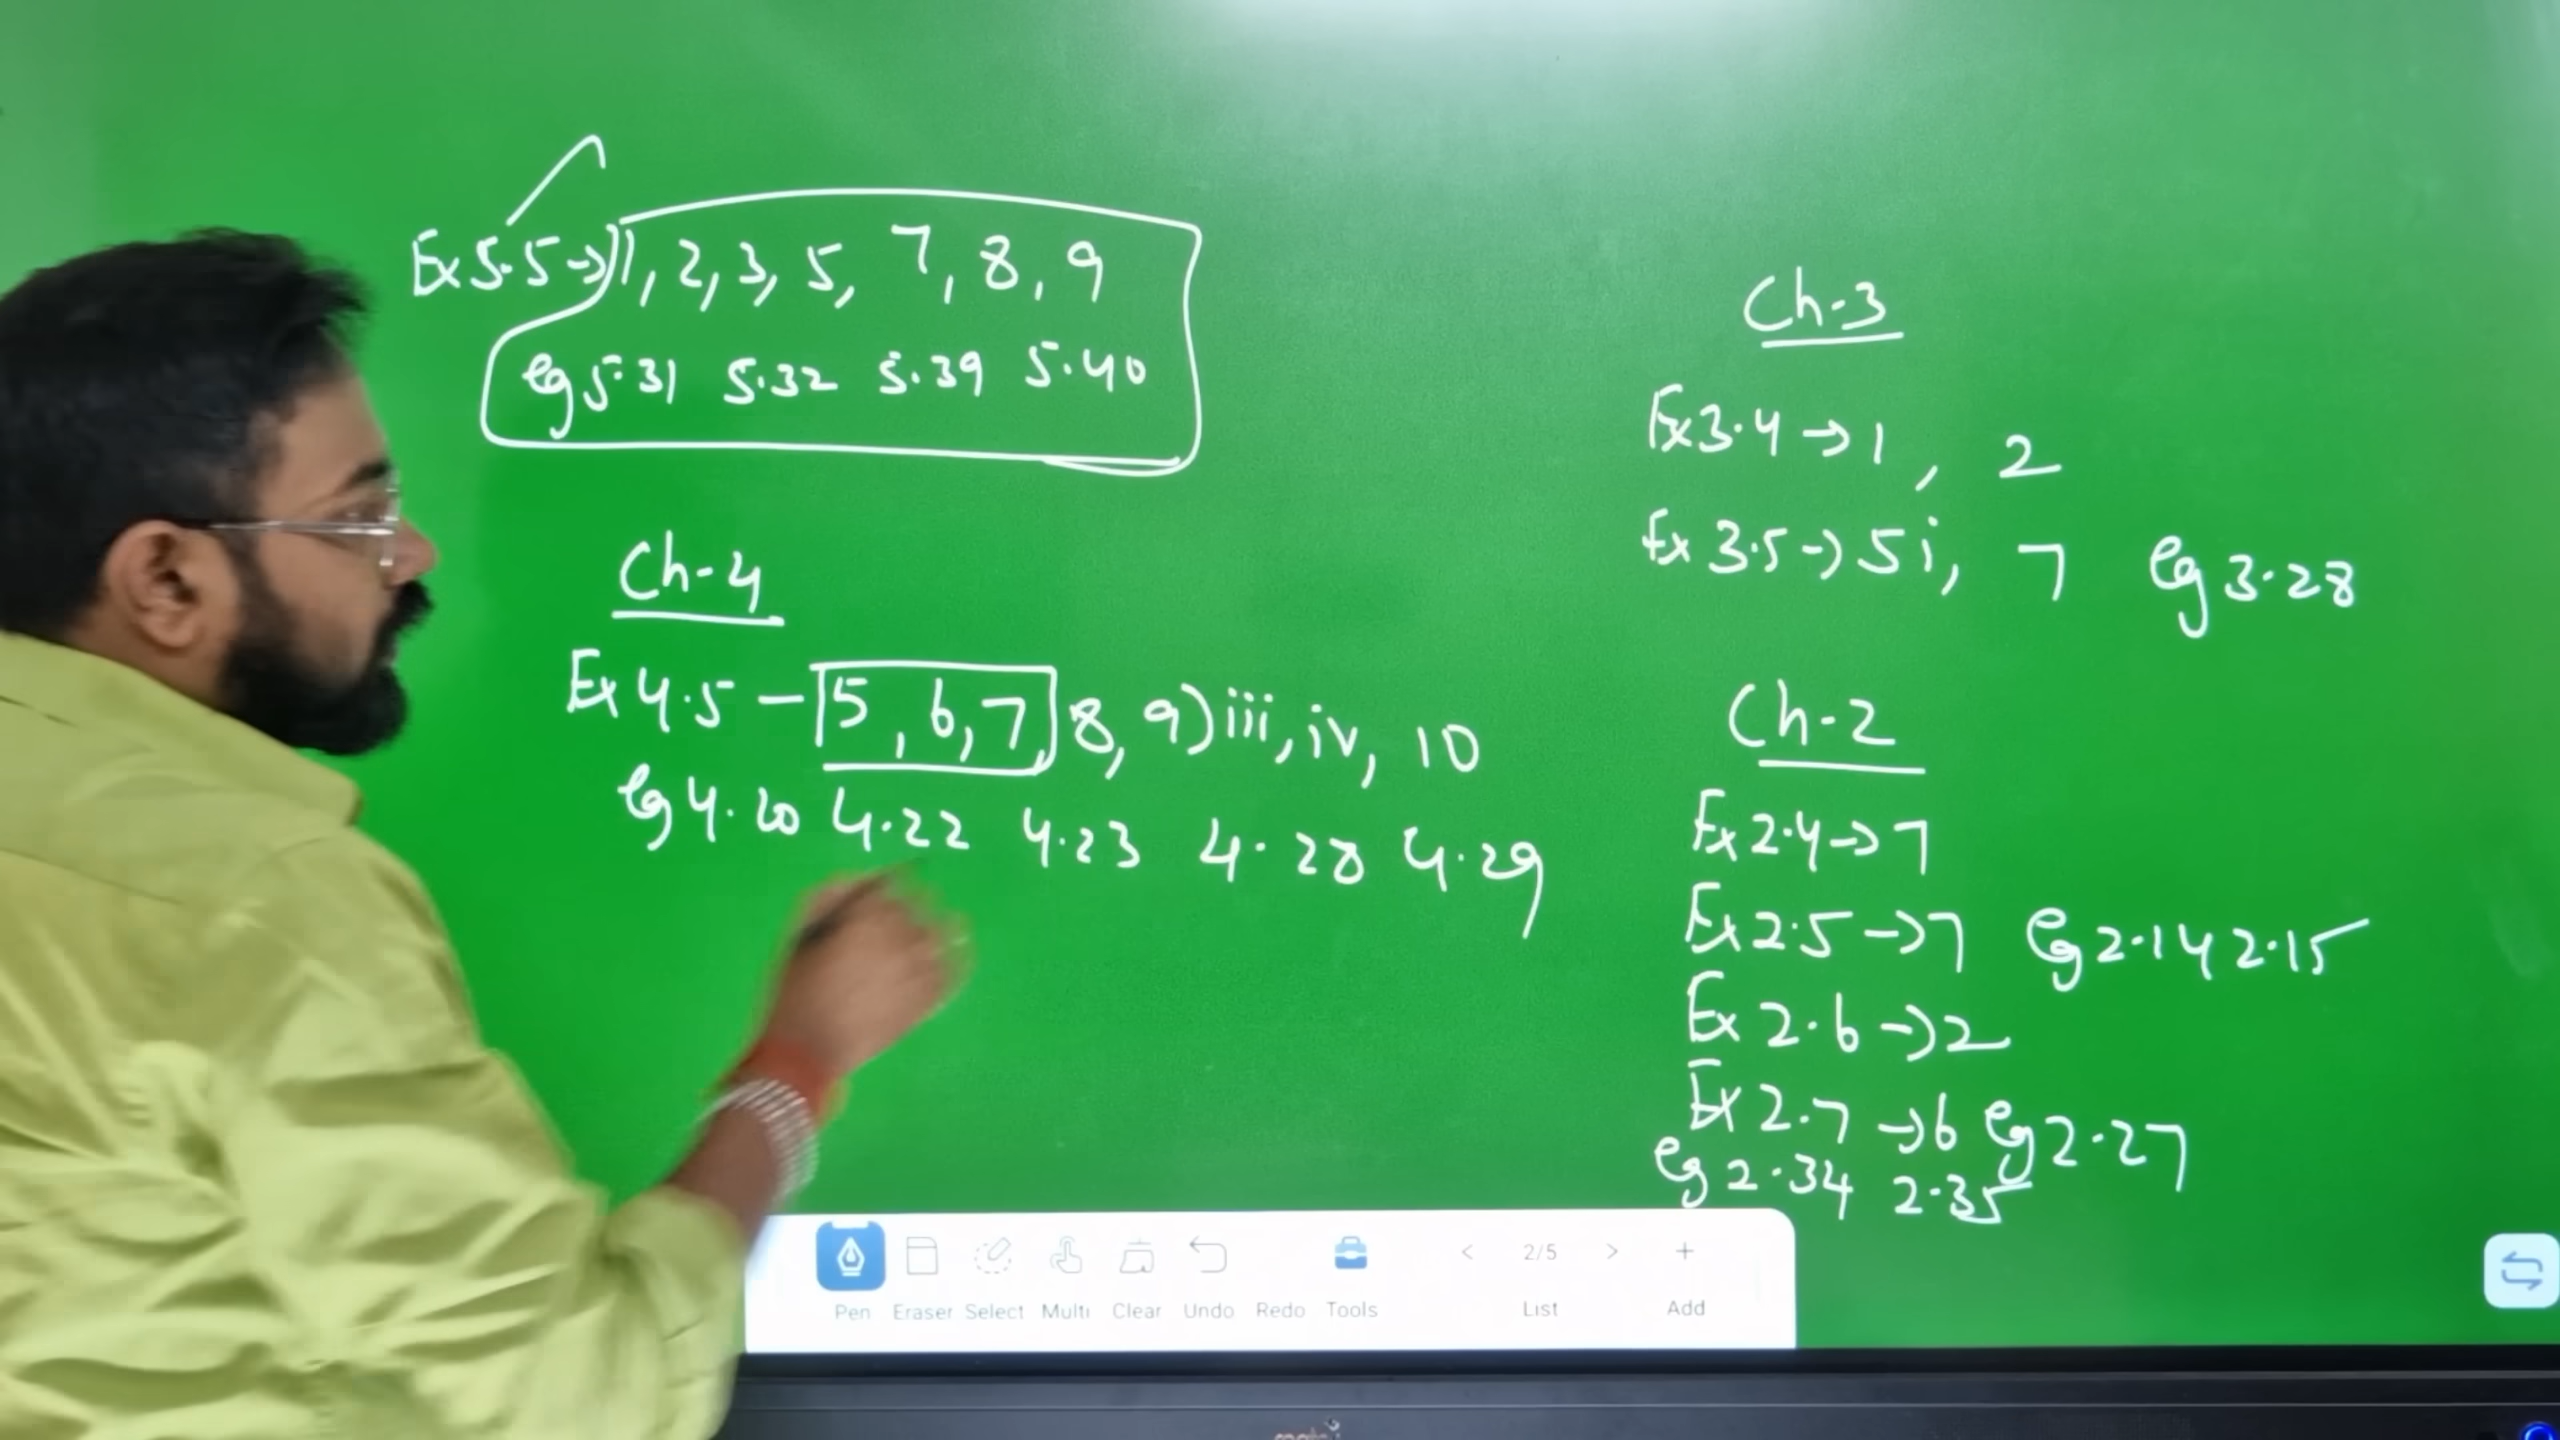 Ex 5.5 → 1, 2, 3, 5, 7, 8, 9
eg 5.31 5.32 5.39 5.40
Ch-4
Ex 4.5 - 5, 6, 7, 8, 9) iii, iv, 10
eg 4.20 4.22 4.23 4.28 4.29
Ch-3
Ex 3.4 → 1, 2
Ex 3.5 → 5 i, 7 eg 3.28
Ch-2
Ex 2.4 → 7
Ex 2.5 → 7 eg 2.14 2.15
Ex 2.6 → 2
Ex 2.7 → 6 eg 2.27
eg 2.34 2.35
< 2/5 > +
Pen Eraser Select Multi Clear Undo Redo Tools List Add